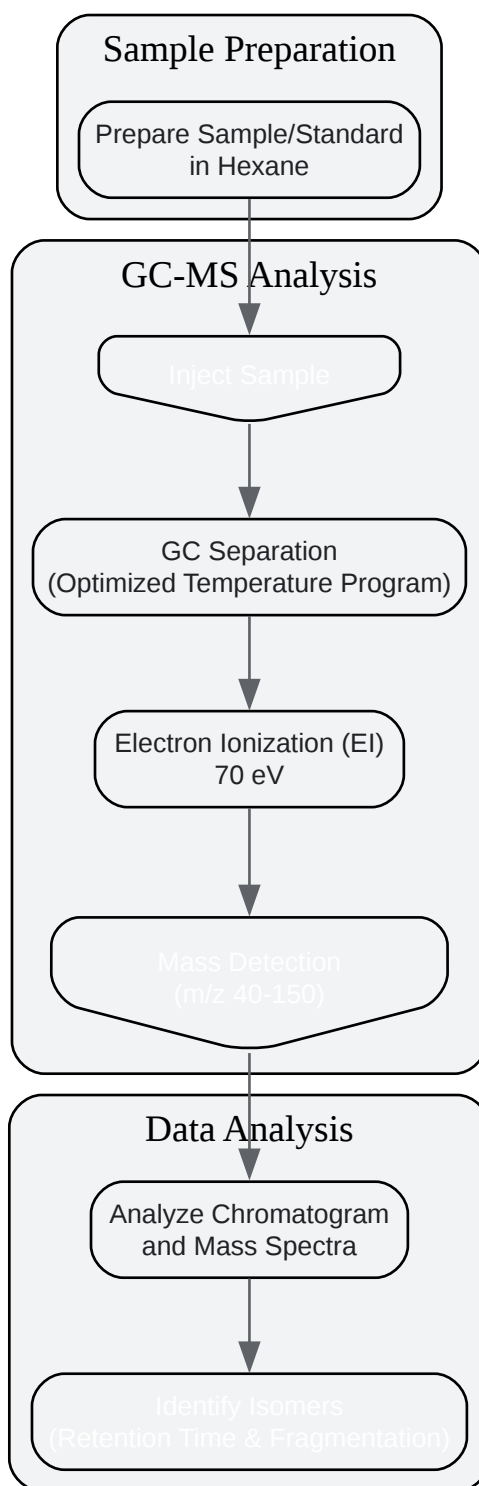 Sample Preparation
Prepare Sample/Standard
in Hexane
GC-MS Analysis
Inject Sample
GC Separation
(Optimized Temperature Program)
Electron Ionization (EI)
70 eV
Mass Detection
(m/z 40-150)
Data Analysis
Analyze Chromatogram
and Mass Spectra
Identify Isomers
(Retention Time & Fragmentation)